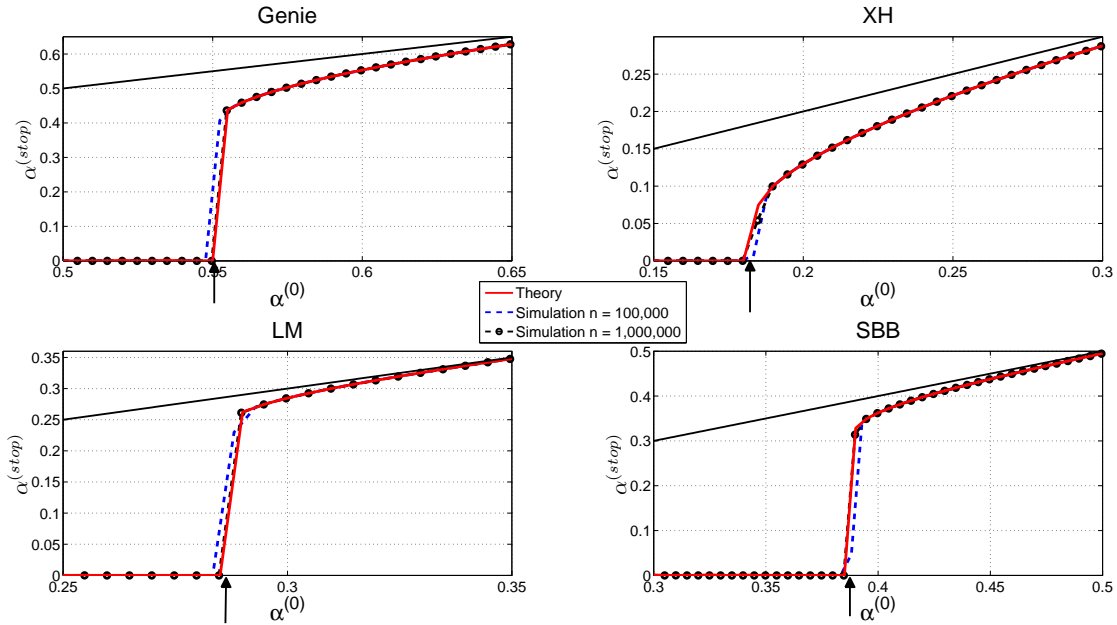 Genie
α^(stop)
0.6
0.5
0.4
0.3
0.2
0.1
0
0.5
0.55
0.6
0.65
α^(0)
XH
α^(stop)
0.25
0.2
0.15
0.1
0.05
0
0.15
0.2
0.25
0.3
α^(0)
Theory
Simulation n = 100,000
Simulation n = 1,000,000
LM
α^(stop)
0.35
0.3
0.25
0.2
0.15
0.1
0.05
0
0.25
0.3
0.35
α^(0)
SBB
α^(stop)
0.5
0.4
0.3
0.2
0.1
0
0.3
0.35
0.4
0.45
0.5
α^(0)